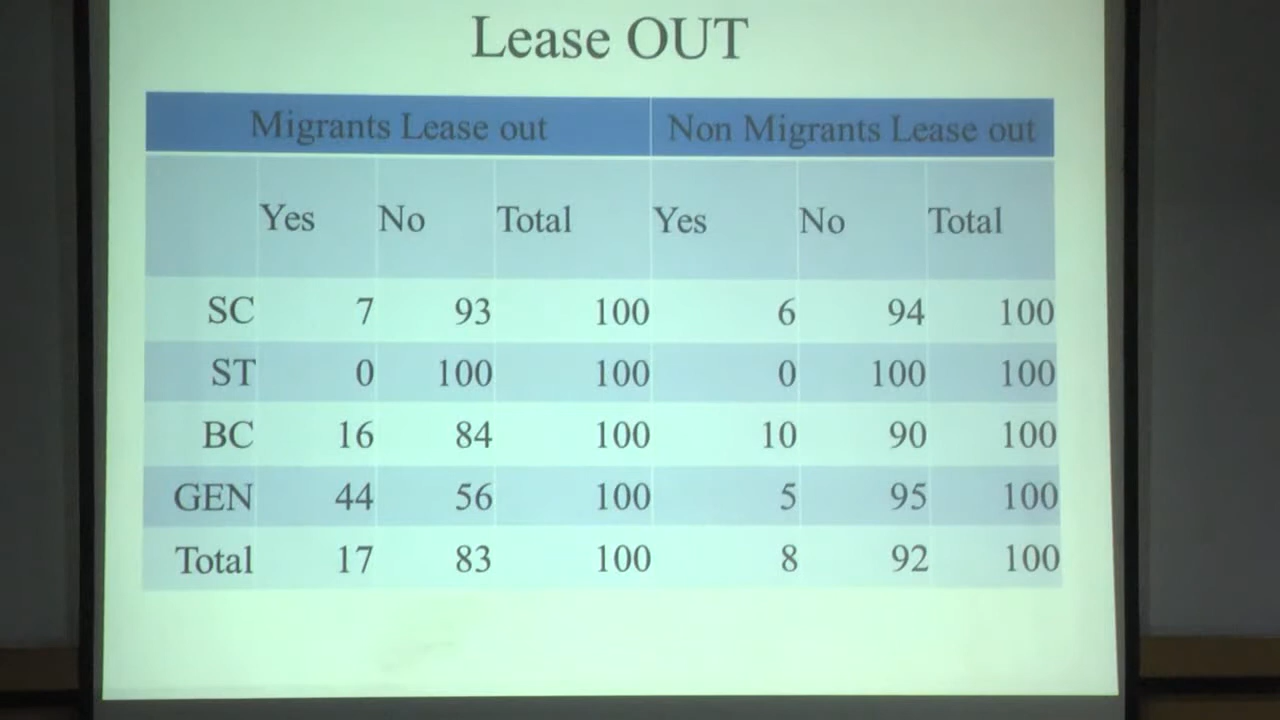 Lease OUT
Migrants Lease out Non Migrants Lease out
Yes No Total Yes No Total
SC 7 93 100 6 94 100
ST 0 100 100 0 100 100
BC 16 84 100 10 90 100
GEN 44 56 100 5 95 100
Total 17 83 100 8 92 100